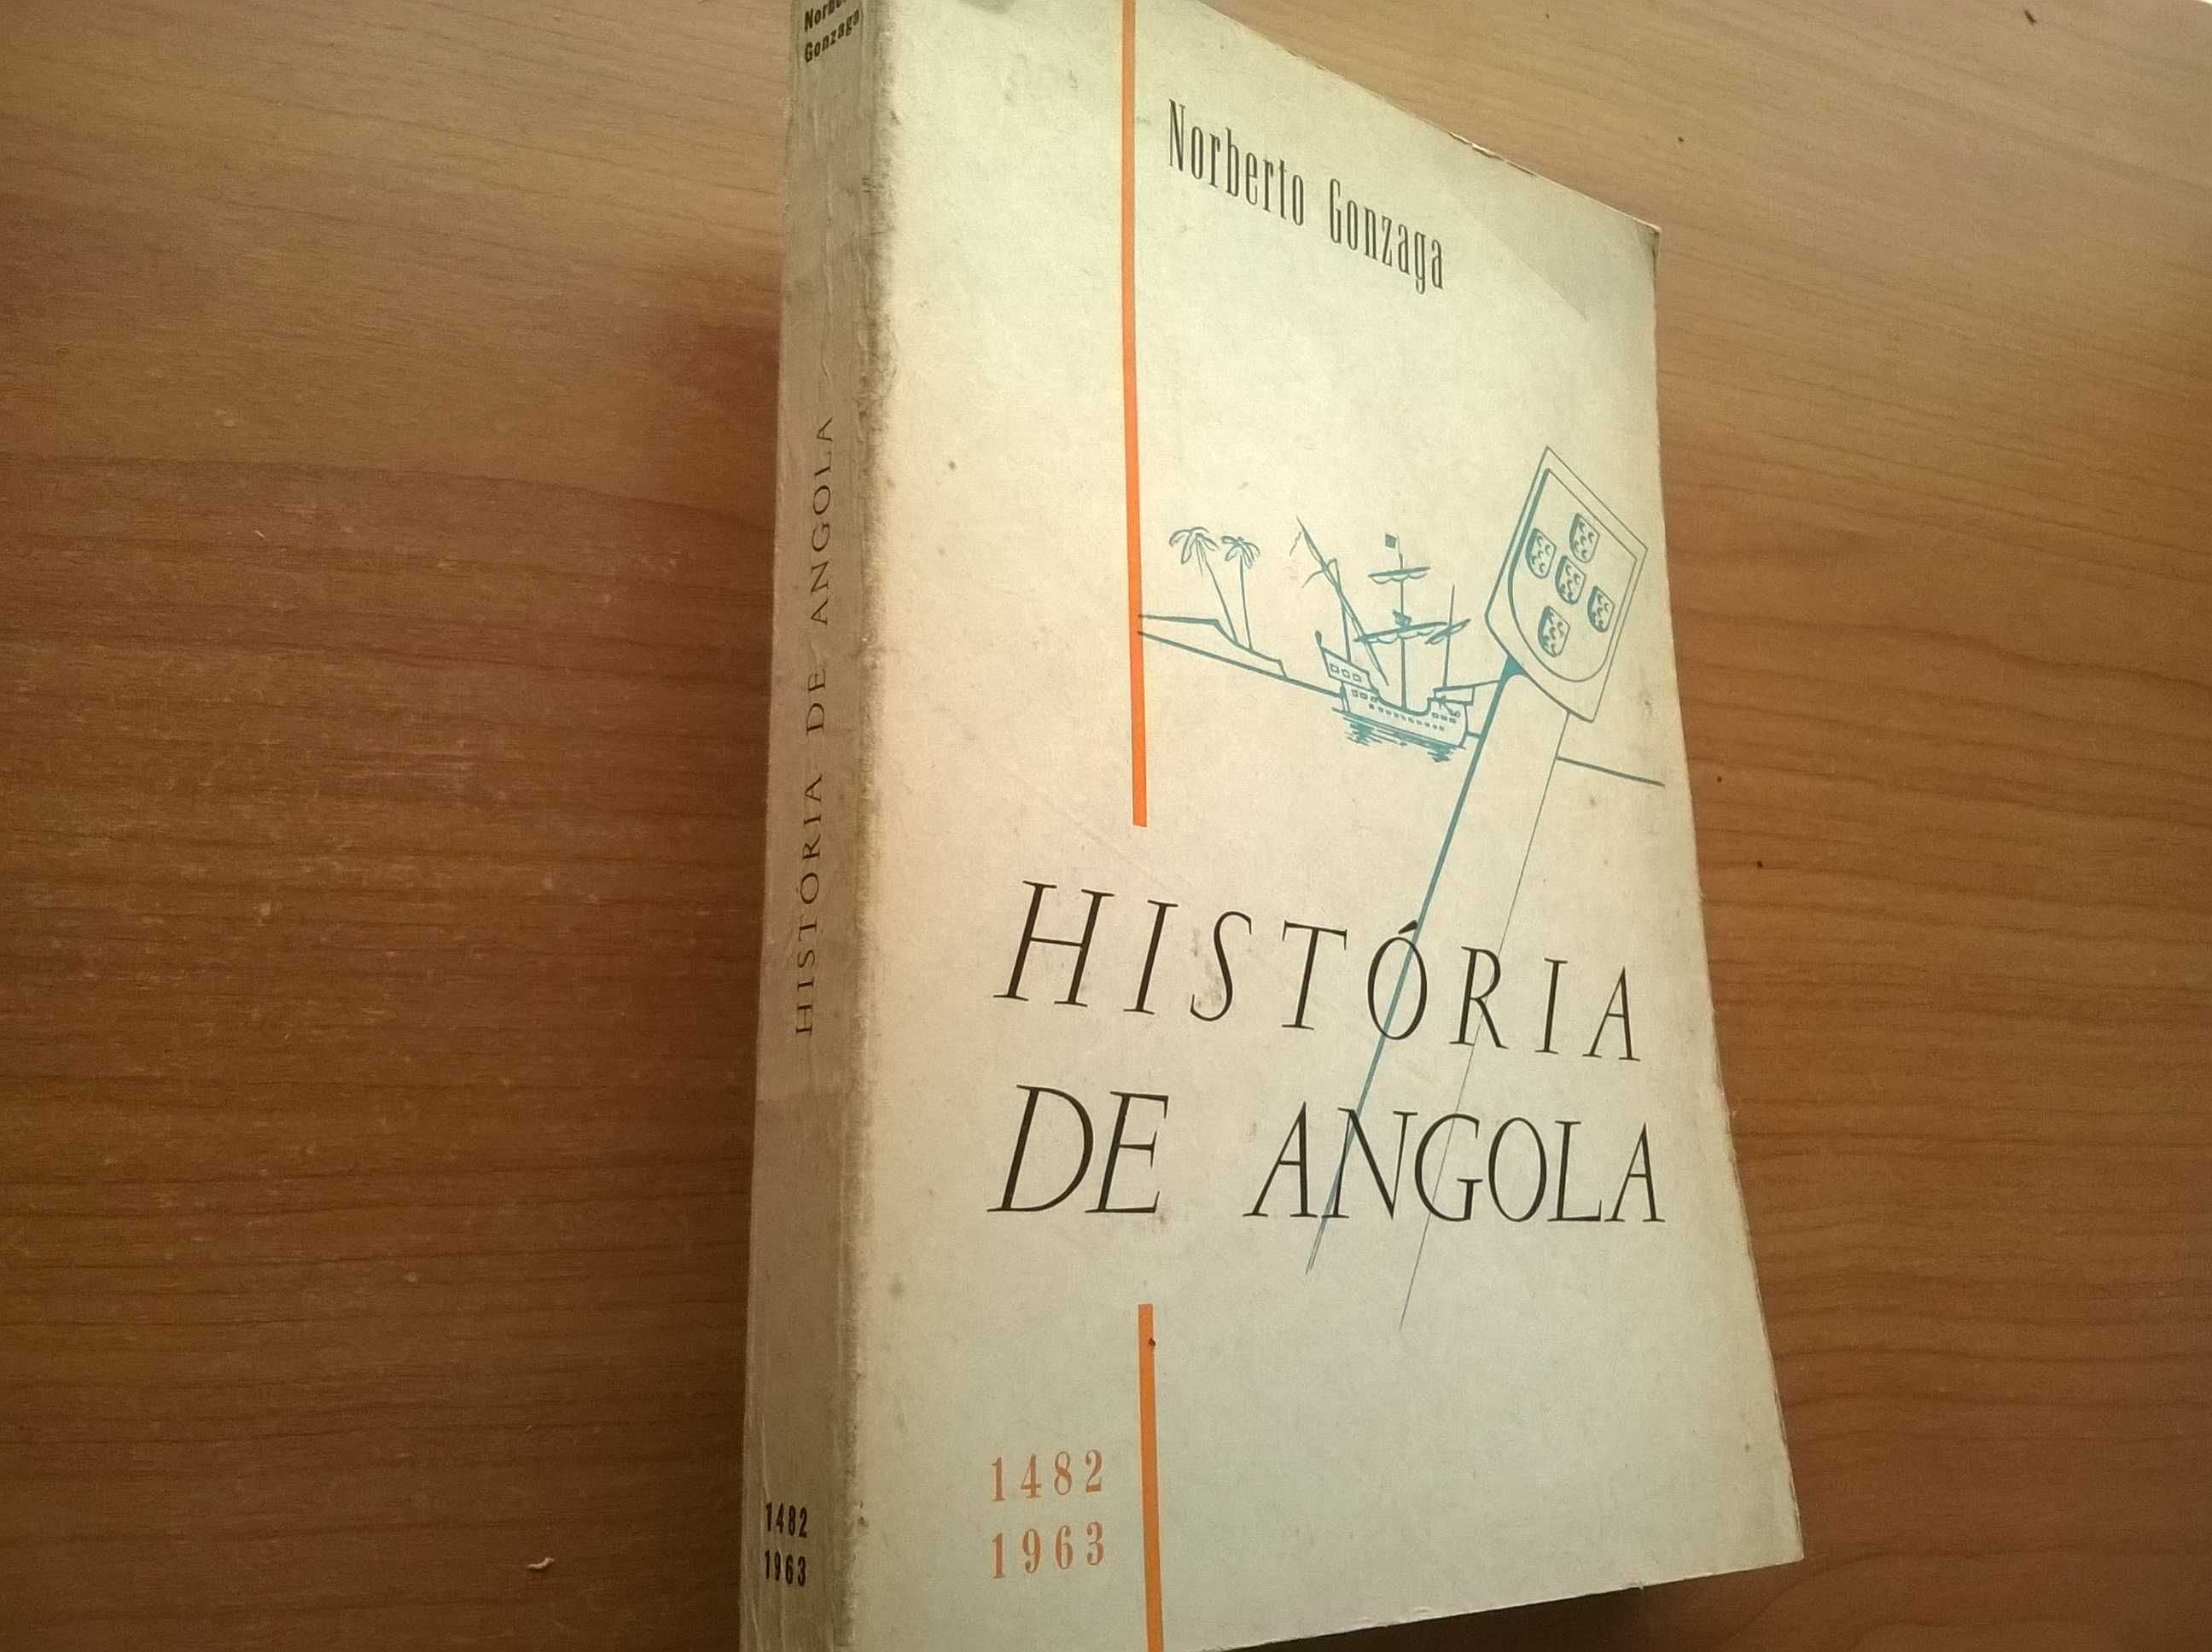 Gonzaga
HISTÓRIA DE ANGOLA
1482
1963
Norberto Gonzaga
HISTÓRIA
DE ANGOLA
1482
1963